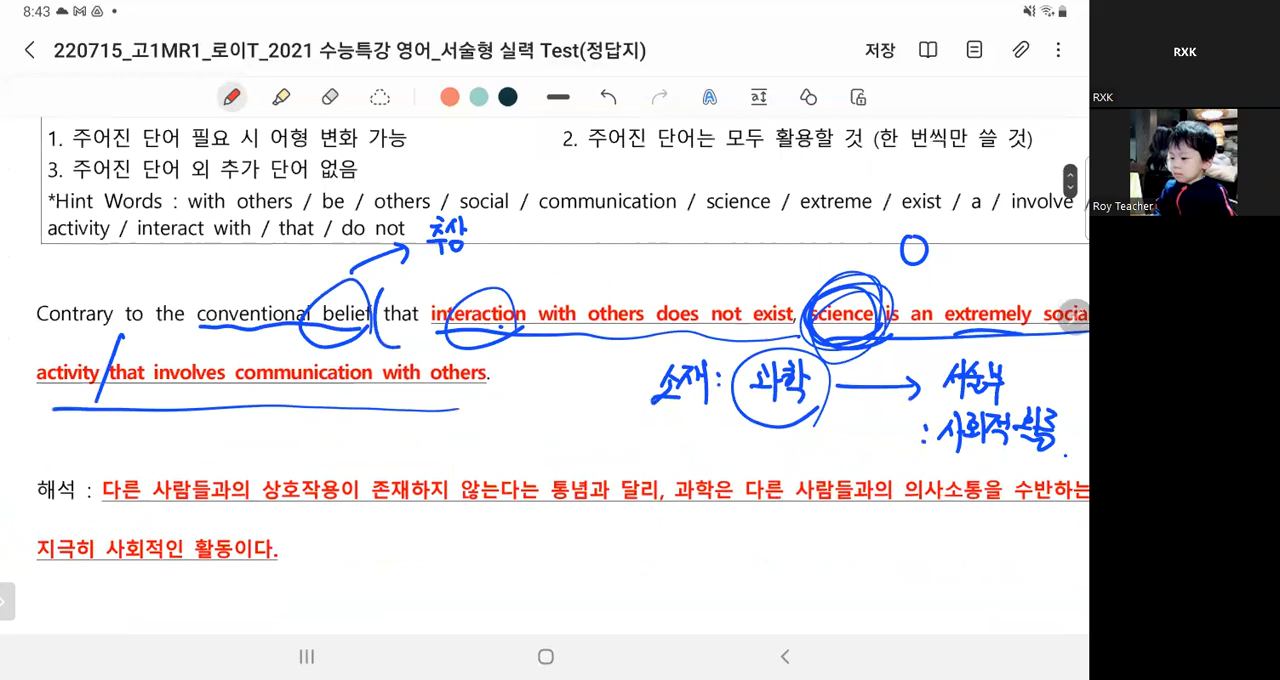 8:43
220715_고1MR1_로이T_2021 수능특강 영어_서술형 실력 Test(정답지)
저장
RXK
RXK
Roy Teacher
1. 주어진 단어 필요 시 어형 변화 가능 2. 주어진 단어는 모두 활용할 것 (한 번씩만 쓸 것)
3. 주어진 단어 외 추가 단어 없음
*Hint Words : with others / be / others / social / communication / science / extreme / exist / a / involve /
activity / interact with / that / do not
추상
Contrary to the conventional belief that interaction with others does not exist, science is an extremely socia
activity that involves communication with others.
소재: 과학 → 서술부
: 사회적 활동.
해석 : 다른 사람들과의 상호작용이 존재하지 않는다는 통념과 달리, 과학은 다른 사람들과의 의사소통을 수반하는
지극히 사회적인 활동이다.